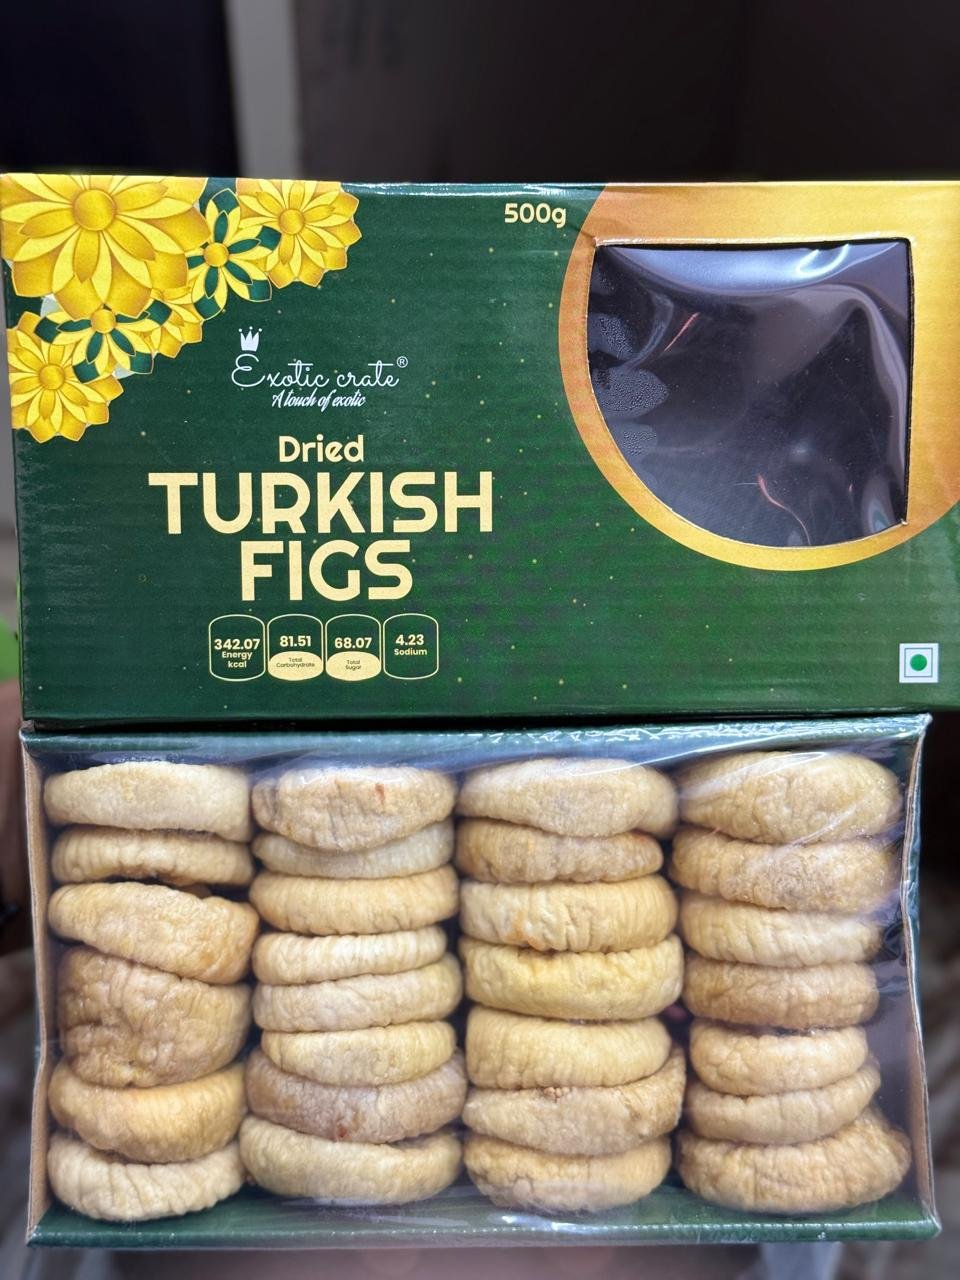 500g
Exotic crate®
A touch of exotic
Dried
TURKISH
FIGS
342.07 81.51 68.07 4.23
Energy kcal Total Carbohydrate Total Sugar Sodium